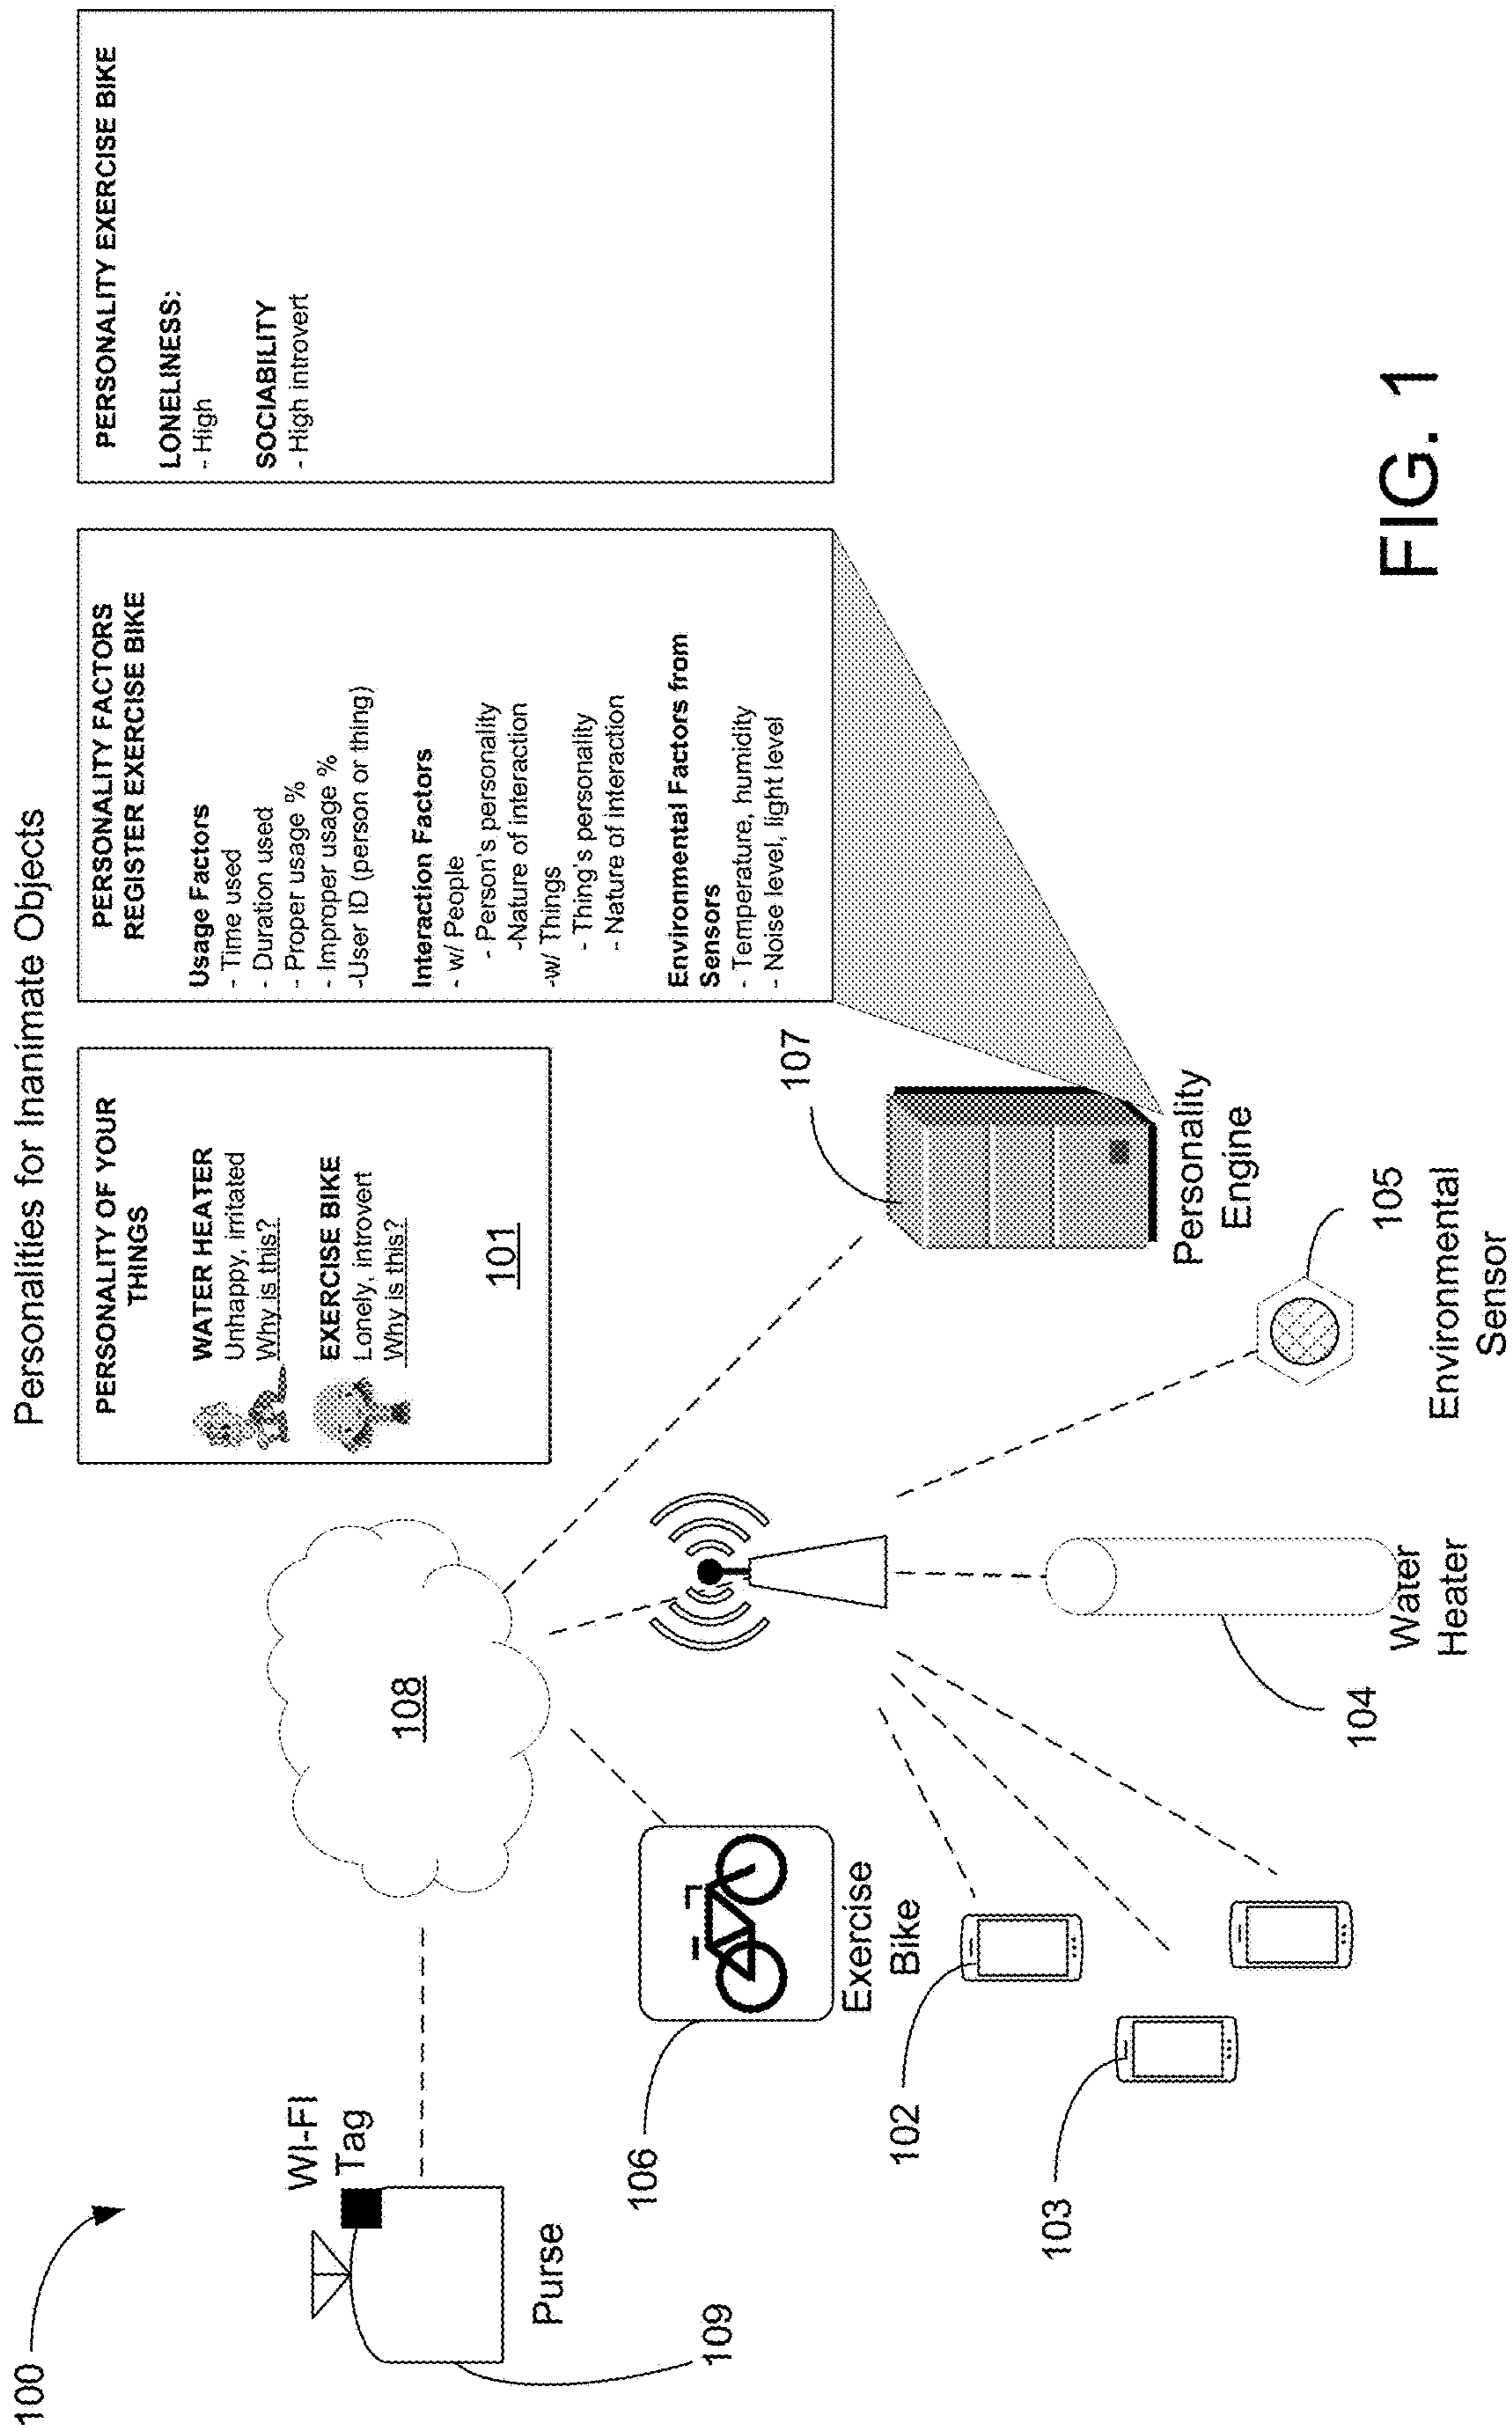 Personalities for Inanimate Objects
100
WI-FI
Tag
Purse
109
108
PERSONALITY OF YOUR
THINGS
WATER HEATER
Unhappy, irritated
Why is this?
EXERCISE BIKE
Lonely, introvert
Why is this?
101
PERSONALITY FACTORS
REGISTER EXERCISE BIKE
Usage Factors
- Time used
- Duration used
- Proper usage %
- Improper usage %
-User ID (person or thing)
Interaction Factors
- w/ People
- Person's personality
-Nature of interaction
-w/ Things
- Thing's personality
- Nature of interaction
Environmental Factors from
Sensors
- Temperature, humidity
- Noise level, light level
PERSONALITY EXERCISE BIKE
LONELINESS:
- High
SOCIABILITY
- High introvert
106
Exercise
Bike
102
103
104
Water
Heater
107
Personality
Engine
105
Environmental
Sensor
FIG. 1